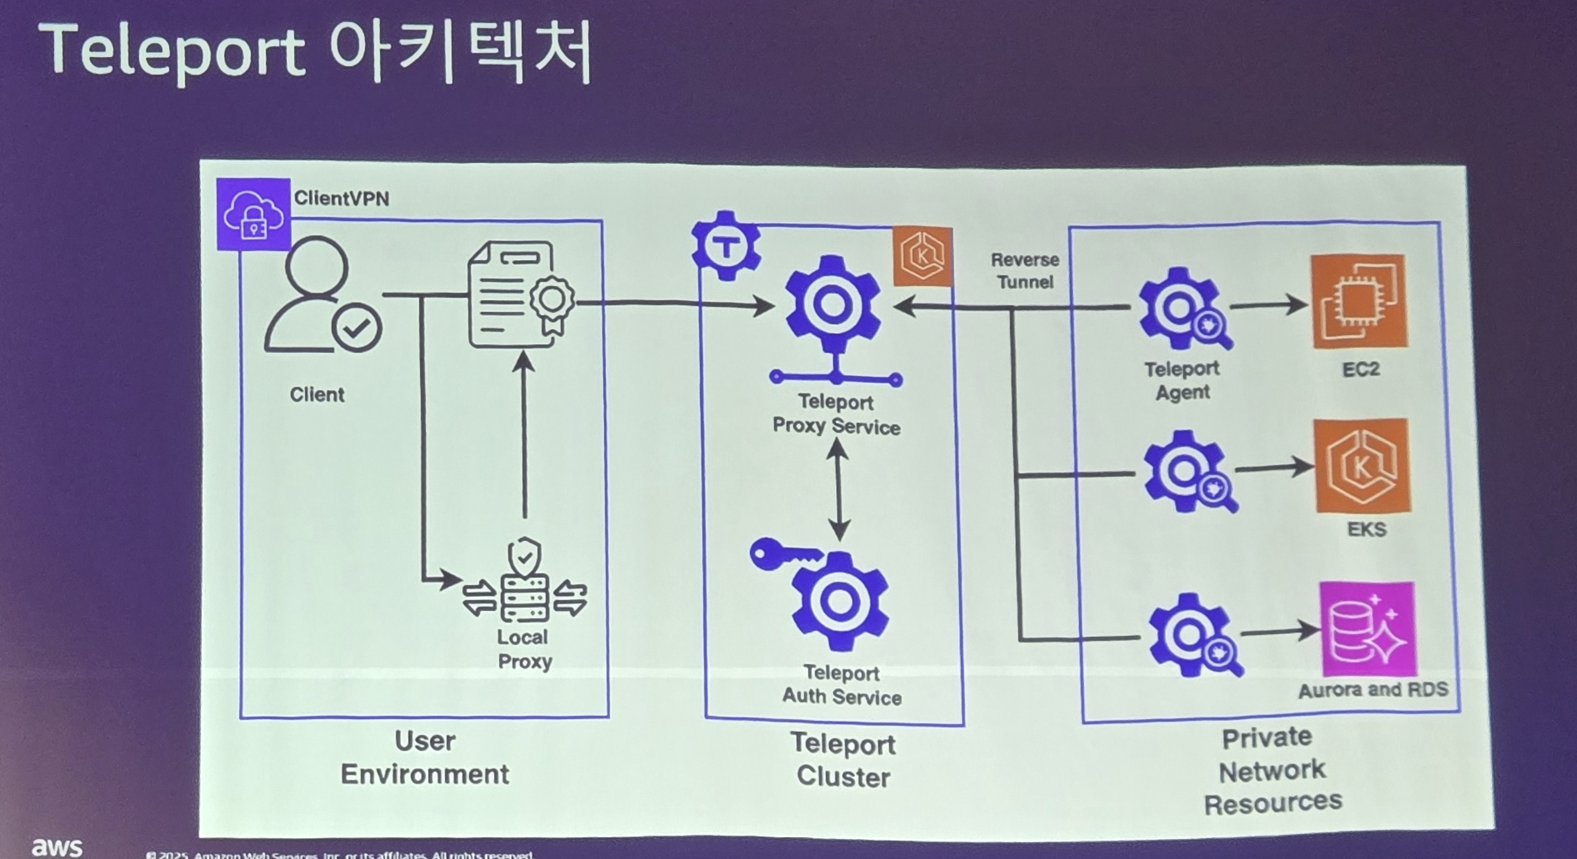 Teleport 아키텍처
ClientVPN
Client
Local
Proxy
User
Environment
Teleport
Proxy Service
Teleport
Auth Service
Teleport
Cluster
Reverse
Tunnel
Teleport
Agent
EC2
EKS
Aurora and RDS
Private
Network
Resources
aws
© 2025, Amazon Web Services, Inc. or its affiliates. All rights reserved.